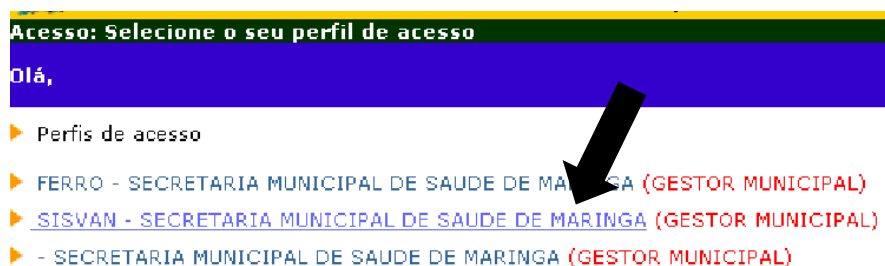 Acesso: Selecione o seu perfil de acesso
Olá,
Perfis de acesso
FERRO - SECRETARIA MUNICIPAL DE SAUDE DE (GESTOR MUNICIPAL)
SISVAN - SECRETARIA MUNICIPAL DE SAUDE DE MARINGA (GESTOR MUNICIPAL)
- SECRETARIA MUNICIPAL DE SAUDE DE MARINGA (GESTOR MUNICIPAL)